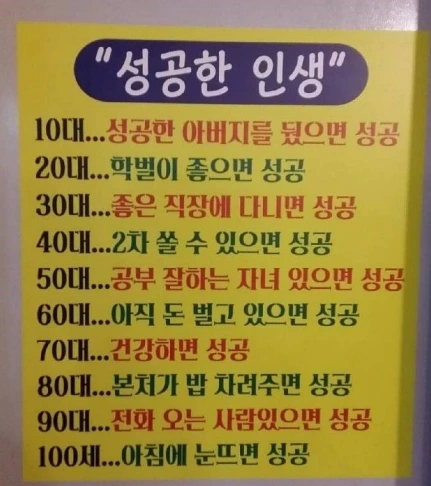 "성공한 인생"
10대...성공한 아버지를 뒀으면 성공
20대...학벌이 좋으면 성공
30대...좋은 직장에 다니면 성공
40대...2차 쏠 수 있으면 성공
50대...공부 잘하는 자녀 있으면 성공
60대...아직 돈 벌고 있으면 성공
70대...건강하면 성공
80대...본처가 밥 차려주면 성공
90대...전화 오는 사람있으면 성공
100세...아침에 눈뜨면 성공